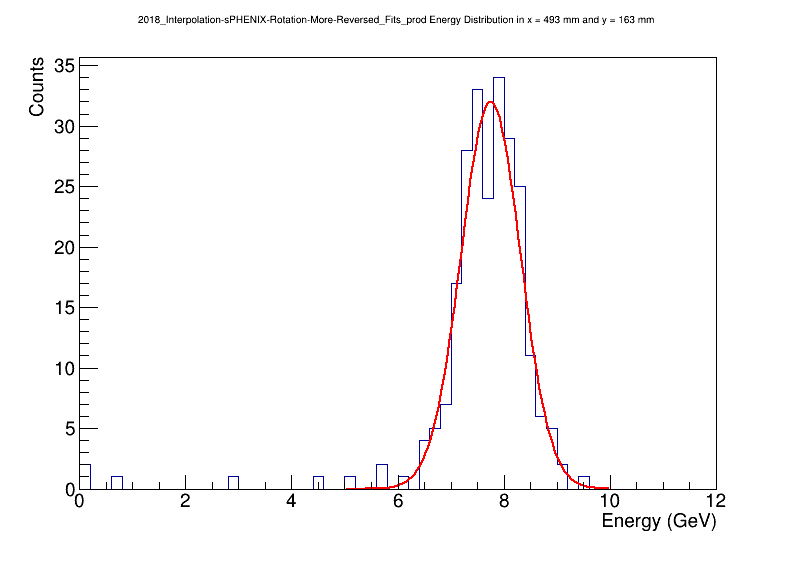 2018_Interpolation-sPHENIX-Rotation-More-Reversed_Fits_prod Energy Distribution in x = 493 mm and y = 163 mm
Counts
35
30
25
20
15
10
5
0
0 2 4 6 8 10 12
Energy (GeV)